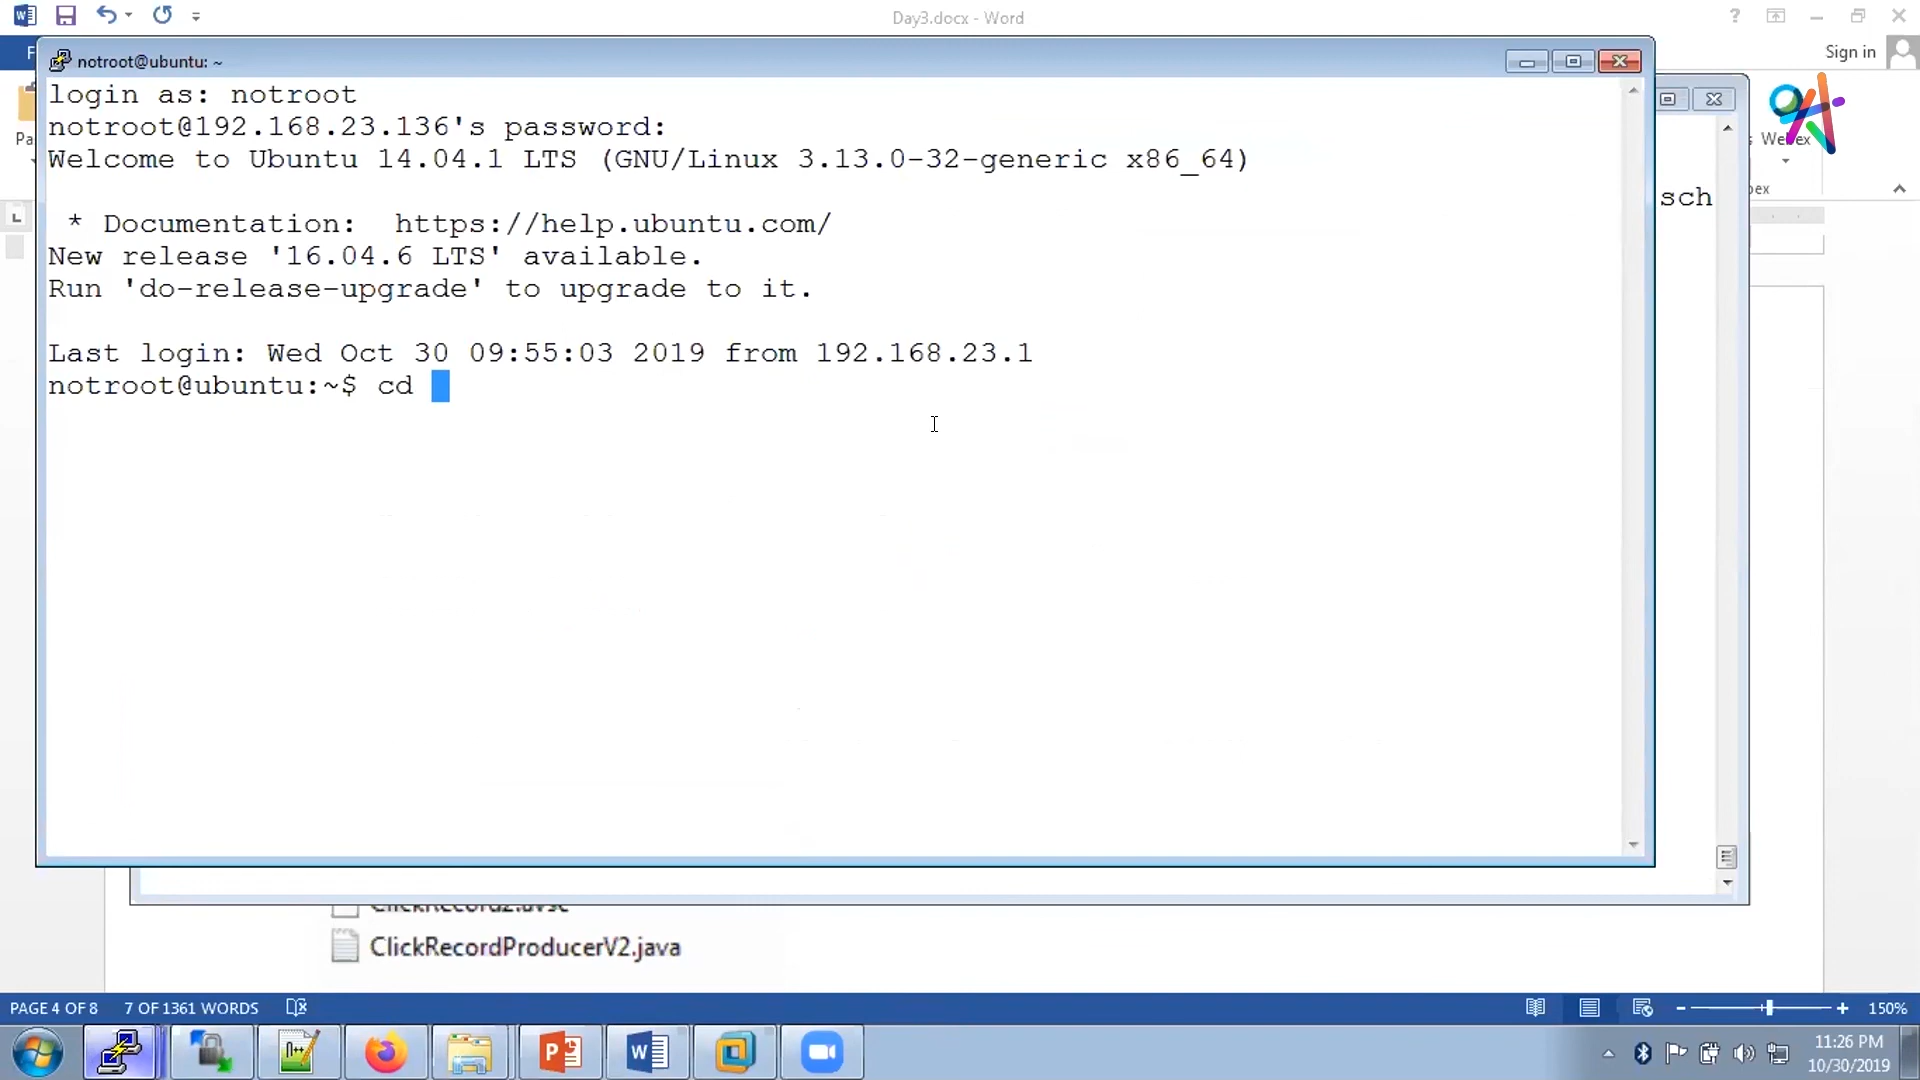 Day3.docx - Word
Sign in
notroot@ubuntu: ~
login as: notroot
notroot@192.168.23.136's password:
Welcome to Ubuntu 14.04.1 LTS (GNU/Linux 3.13.0-32-generic x86_64)
* Documentation:  https://help.ubuntu.com/
New release '16.04.6 LTS' available.
Run 'do-release-upgrade' to upgrade to it.
Last login: Wed Oct 30 09:55:03 2019 from 192.168.23.1
notroot@ubuntu:~$ cd
sch
ClickRecordProducerV2.java
PAGE 4 OF 8 7 OF 1361 WORDS
150%
11:26 PM
10/30/2019